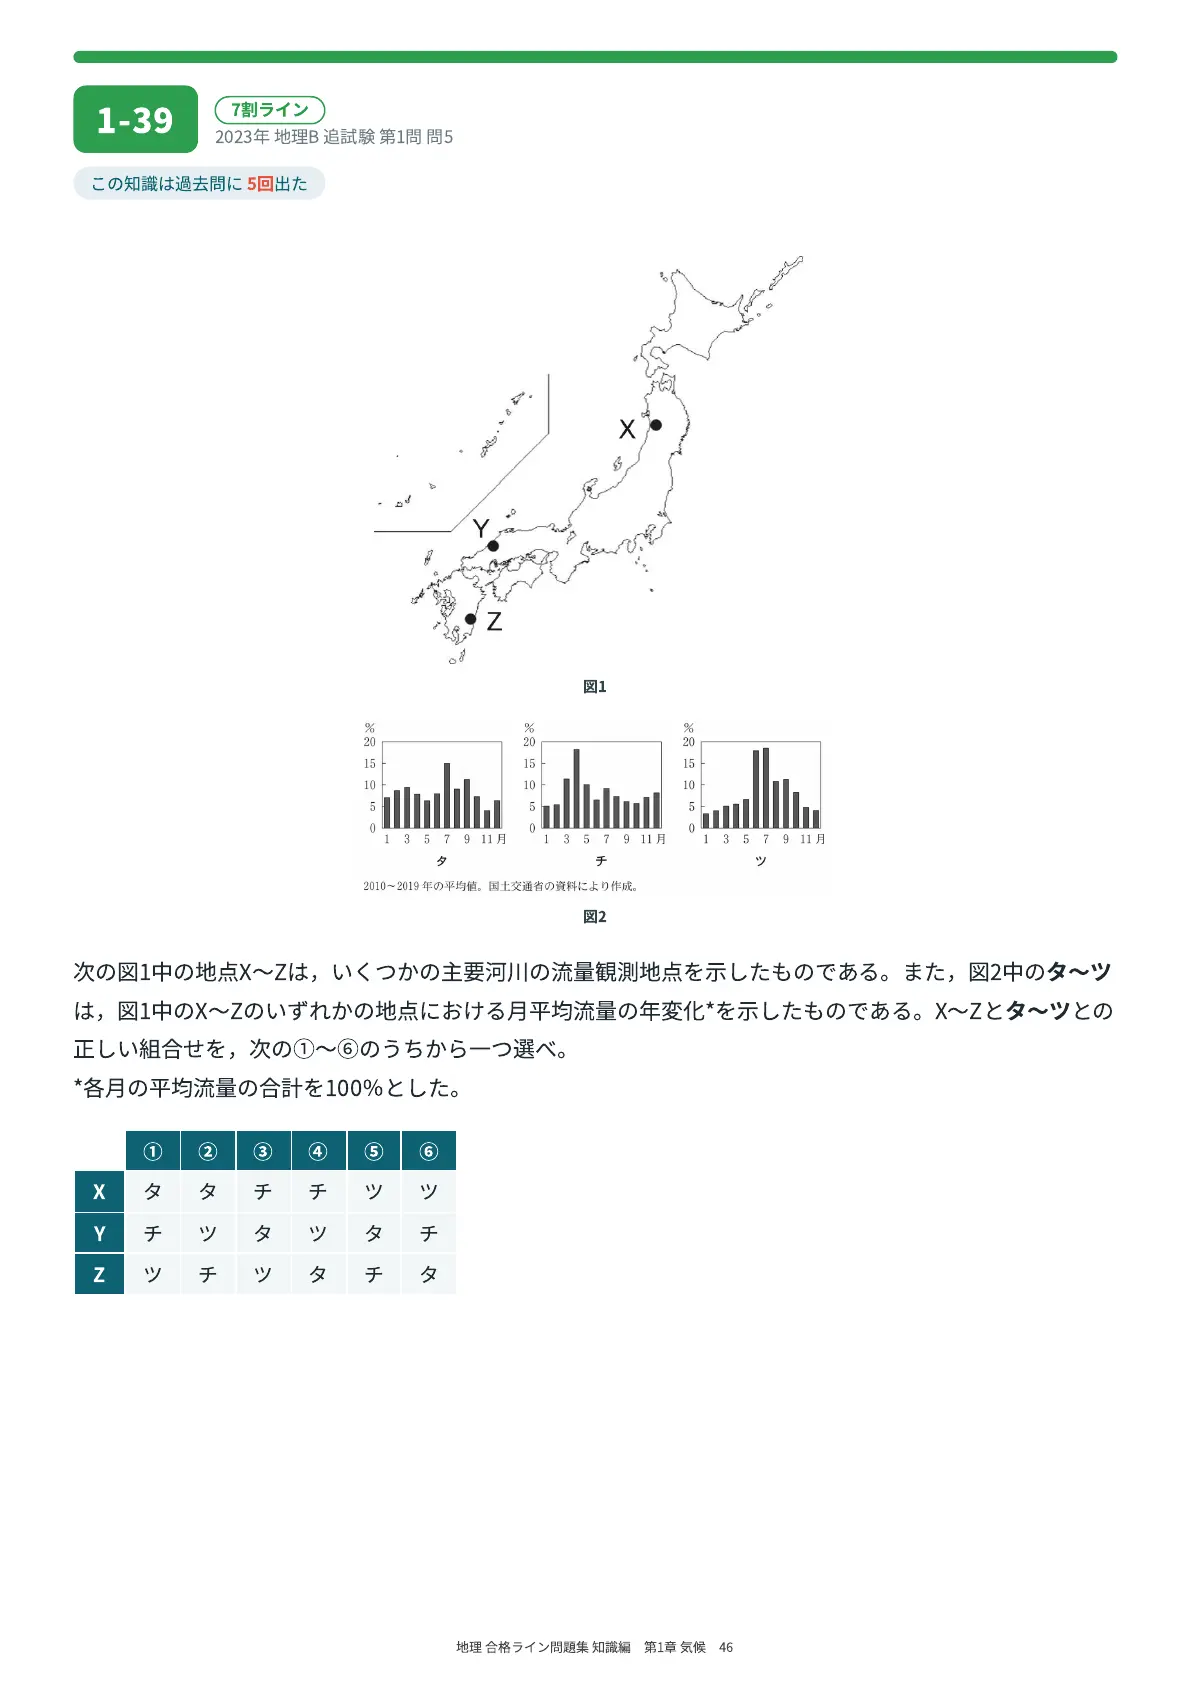 1-39
7割ライン
2023年 地理B 追試験 第1問 問5
この知識は過去問に 5回出た
X
Y
Z
図1
% % %
20 20 20
15 15 15
10 10 10
5 5 5
0 0 0
1 3 5 7 9 11月 1 3 5 7 9 11月 1 3 5 7 9 11月
タ チ ツ
2010～2019 年の平均値。国土交通省の資料により作成。
図2
次の図1中の地点X～Zは，いくつかの主要河川の流量観測地点を示したものである。また，図2中のタ～ツ
は，図1中のX～Zのいずれかの地点における月平均流量の年変化*を示したものである。X～Zとタ～ツとの
正しい組合せを，次の①～⑥のうちから一つ選べ。
*各月の平均流量の合計を100%とした。
① ② ③ ④ ⑤ ⑥
X タ タ チ チ ツ ツ
Y チ ツ タ ツ タ チ
Z ツ チ ツ タ チ タ
地理 合格ライン問題集 知識編 第1章 気候 46